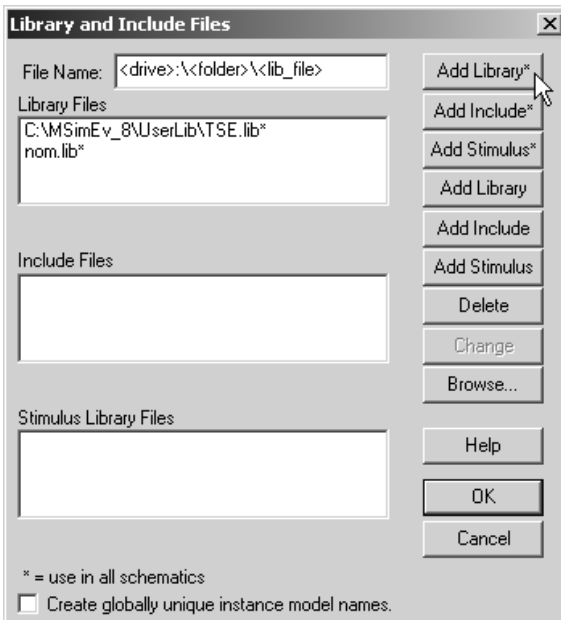 Library and Include Files
File Name: <drive>:\<folder>\<lib_file>
Add Library*
Library Files
Add Include*
C:\MSimEv_8\UserLib\TSE.lib*
nom.lib*
Add Stimulus*
Add Library
Add Include
Include Files
Add Stimulus
Delete
Change
Browse...
Stimulus Library Files
Help
OK
Cancel
* = use in all schematics
Create globally unique instance model names.